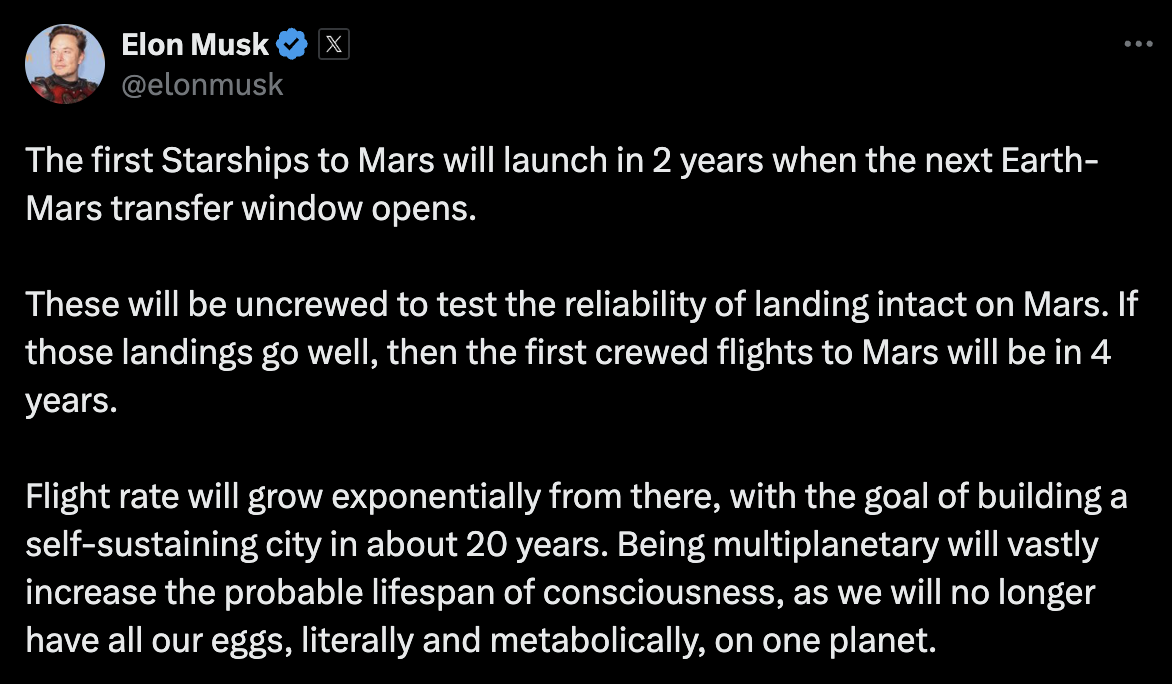 Elon Musk X
@elonmusk
The first Starships to Mars will launch in 2 years when the next Earth-
Mars transfer window opens.
These will be uncrewed to test the reliability of landing intact on Mars. If
those landings go well, then the first crewed flights to Mars will be in 4
years.
Flight rate will grow exponentially from there, with the goal of building a
self-sustaining city in about 20 years. Being multiplanetary will vastly
increase the probable lifespan of consciousness, as we will no longer
have all our eggs, literally and metabolically, on one planet.